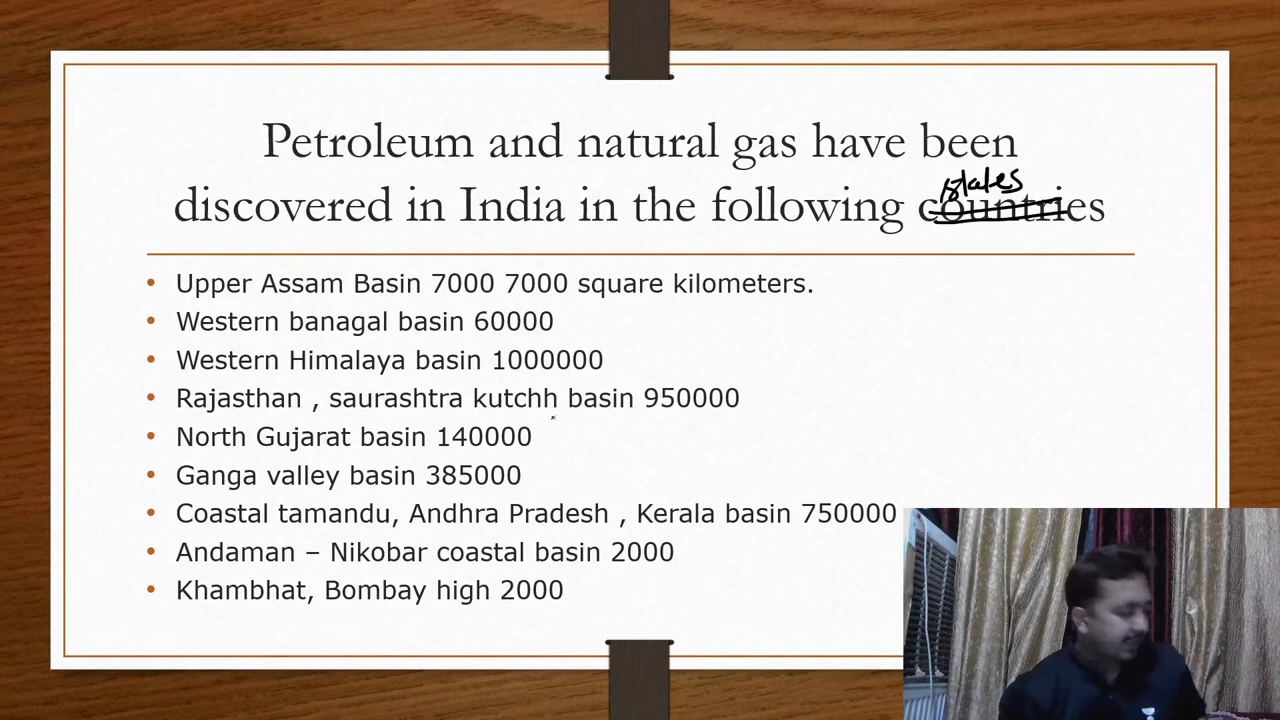 Petroleum and natural gas have been
states
discovered in India in the following countries
• Upper Assam Basin 7000 7000 square kilometers.
• Western banagal basin 60000
• Western Himalaya basin 1000000
• Rajasthan , saurashtra kutchh basin 950000
• North Gujarat basin 140000
• Ganga valley basin 385000
• Coastal tamandu, Andhra Pradesh , Kerala basin 750000
• Andaman – Nikobar coastal basin 2000
• Khambhat, Bombay high 2000